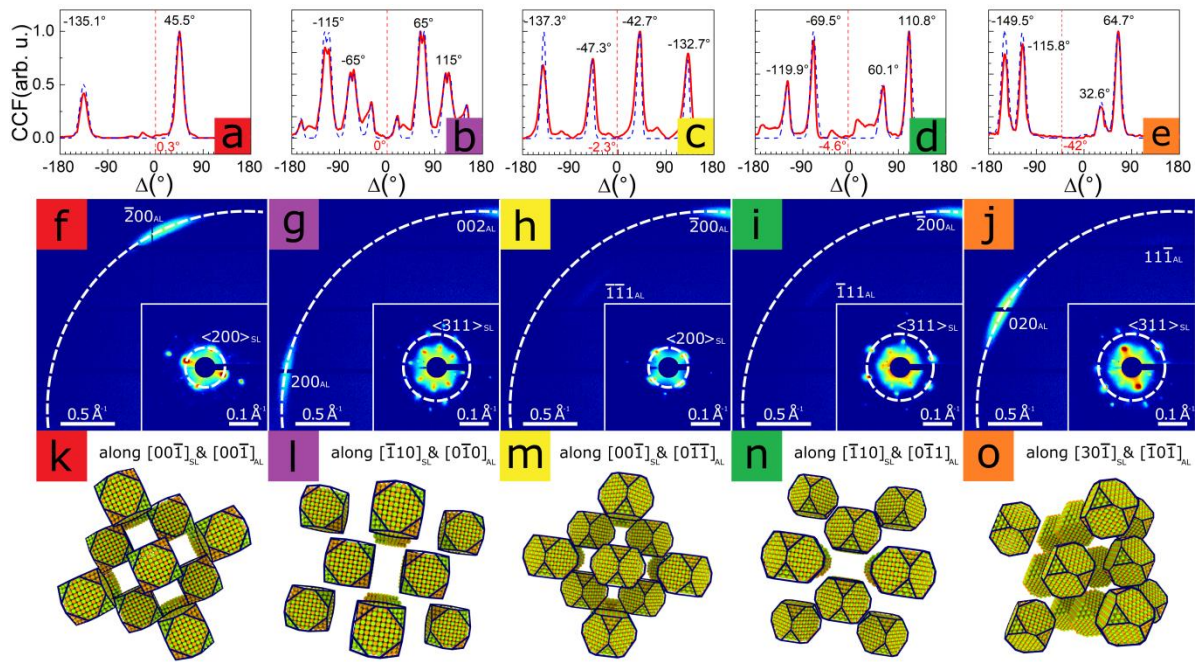 -135.1° 45.5° -115° 65° -137.3° -42.7° -69.5° 110.8° -149.5° 64.7°
1.0
-65° 115° -47.3° -132.7° -119.9° 60.1° -115.8° 32.6°
0.5
CCF(arb. u.)
0.0
0.3° 0° -2.3° -4.6° -42°
a b c d e
-180 -90 0 90 180 -90 0 90 180 -90 0 90 180 -90 0 90 180 -90 0 90 180
Δ(°) Δ(°) Δ(°) Δ(°) Δ(°)
f g h i j
2̅00AL 002AL 2̅00AL 2̅00AL
1̅1̅1AL 1̅11AL 111̅AL
<200>SL <311>SL <200>SL <311>SL <311>SL
200AL 020AL
0.5 Å⁻¹ 0.1 Å⁻¹ 0.5 Å⁻¹ 0.1 Å⁻¹ 0.5 Å⁻¹ 0.1 Å⁻¹ 0.5 Å⁻¹ 0.1 Å⁻¹ 0.5 Å⁻¹ 0.1 Å⁻¹
k along [001̅]SL & [001̅]AL
l along [1̅10]SL & [01̅0]AL
m along [001̅]SL & [01̅1̅]AL
n along [1̅10]SL & [01̅1]AL
o along [301̅]SL & [1̅01̅]AL